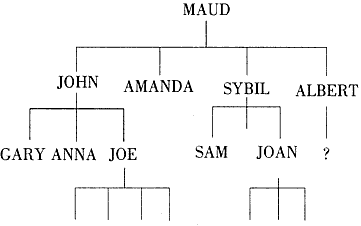 MAUD
JOHN AMANDA SYBIL ALBERT
GARY ANNA JOE SAM JOAN ?